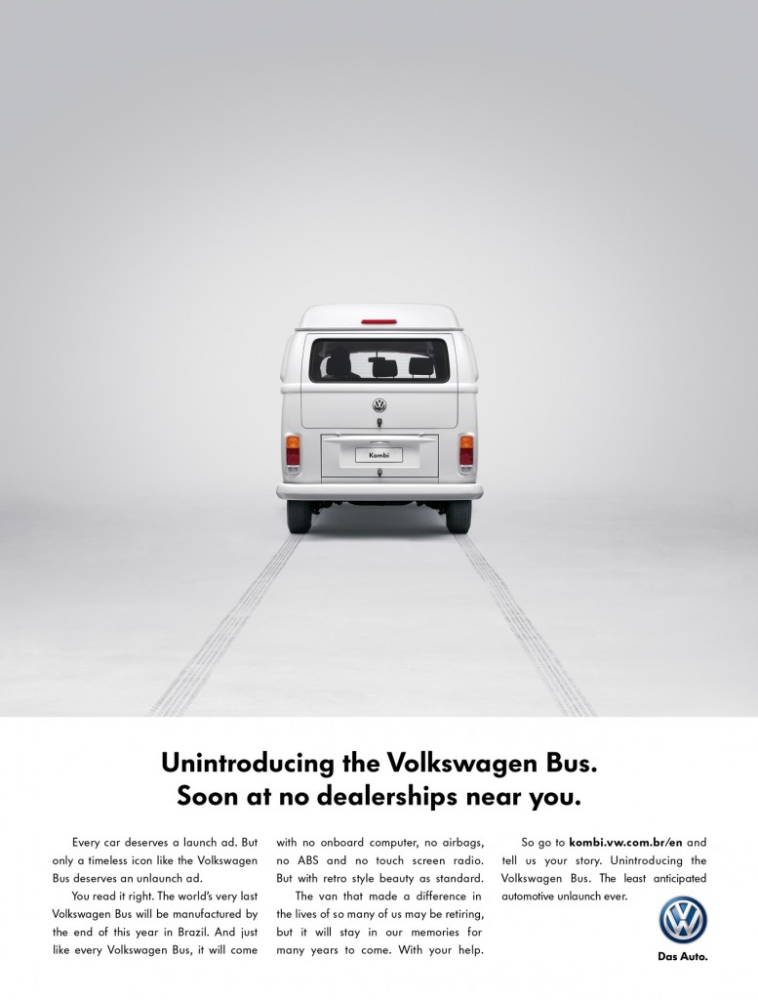 Kombi
Unintroducing the Volkswagen Bus.
Soon at no dealerships near you.
Every car deserves a launch ad. But
only a timeless icon like the Volkswagen
Bus deserves an unlaunch ad.
You read it right. The world's very last
Volkswagen Bus will be manufactured by
the end of this year in Brazil. And just
like every Volkswagen Bus, it will come
with no onboard computer, no airbags,
no ABS and no touch screen radio.
But with retro style beauty as standard.
The van that made a difference in
the lives of so many of us may be retiring,
but it will stay in our memories for
many years to come. With your help.
So go to kombi.vw.com.br/en and
tell us your story. Unintroducing the
Volkswagen Bus. The least anticipated
automotive unlaunch ever.
Das Auto.